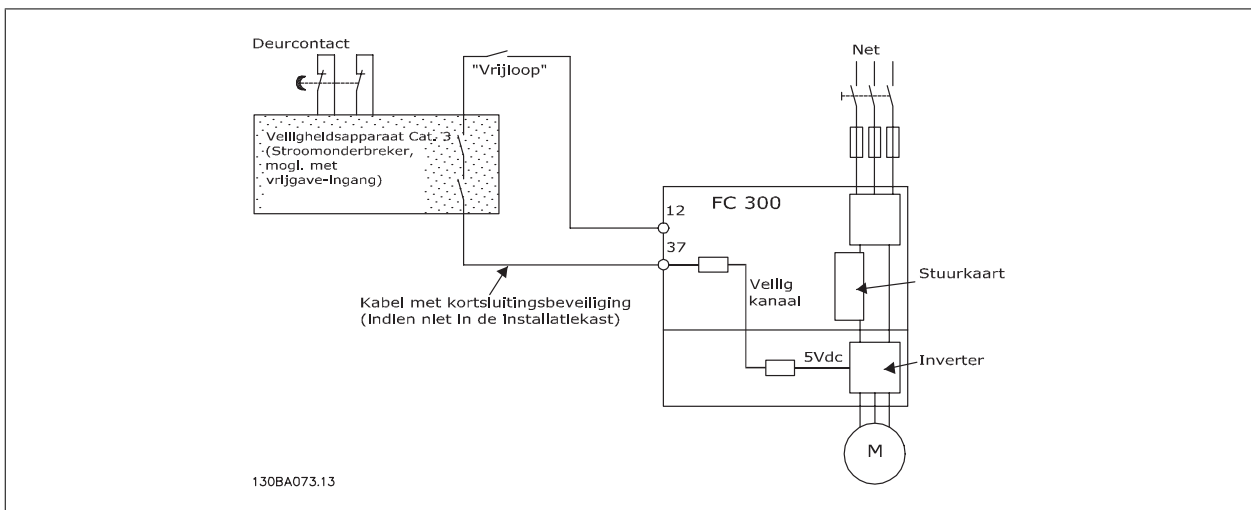 Deurcontact
Net
"Vrijloop"
Veiligheidsapparaat Cat. 3
(Stroomonderbreker,
mogl. met
vrijgave-ingang)
12
FC 300
37
Veilig
kanaal
Stuurkaart
Kabel met kortsluitingsbeveiliging
(Indien niet in de installatiekast)
5Vdc
Inverter
M
130BA073.13